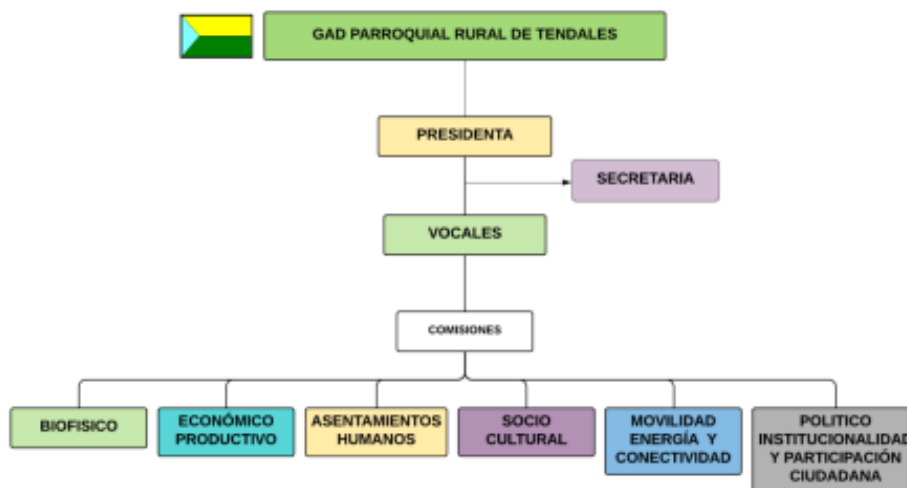 GAD PARROQUIAL RURAL DE TENDALES
PRESIDENTA
SECRETARIA
VOCALES
COMISIONES
BIOFISICO
ECONÓMICO
PRODUCTIVO
ASENTAMIENTOS
HUMANOS
SOCIO
CULTURAL
MOVILIDAD
ENERGÍA Y
CONECTIVIDAD
POLITICO
INSTITUCIONALIDAD
Y PARTICIPACIÓN
CIUDADANA